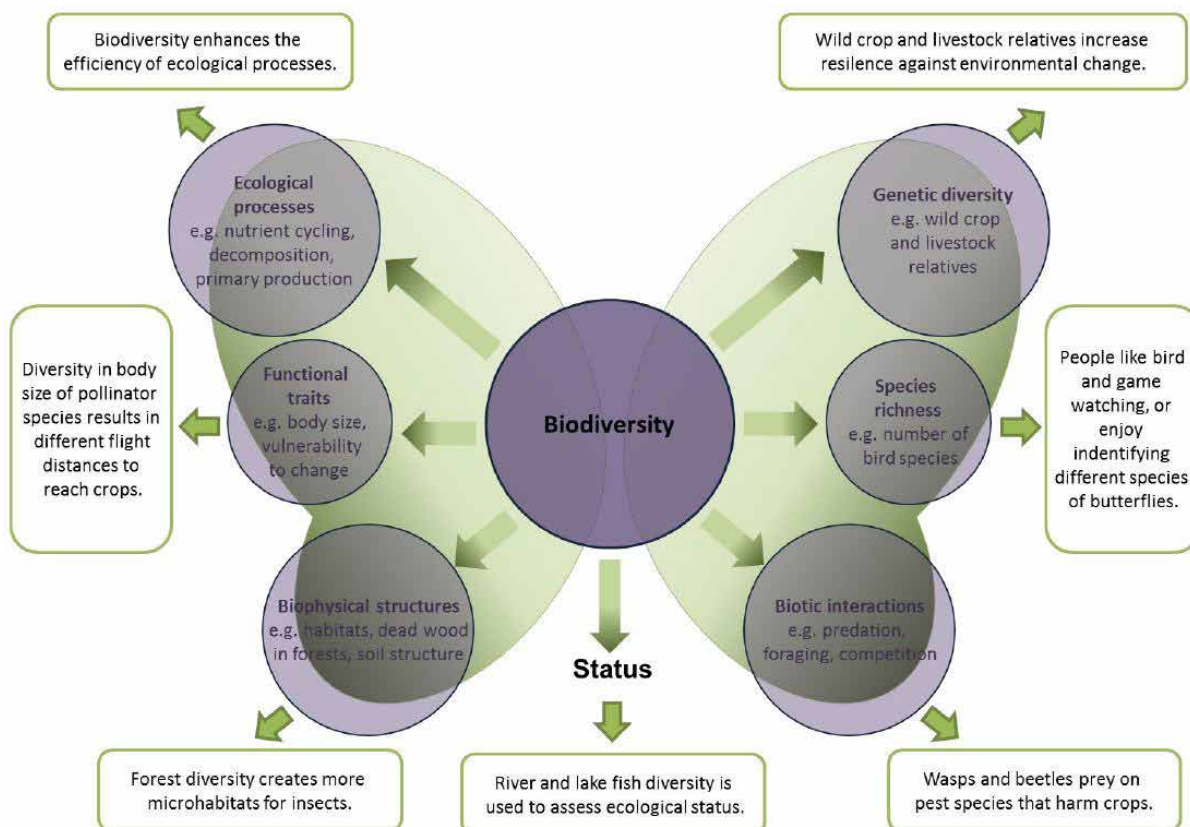 Biodiversity enhances the
efficiency of ecological processes.
Wild crop and livestock relatives increase
resilence against environmental change.
Ecological
processes
e.g. nutrient cycling,
decomposition,
primary production
Genetic diversity
e.g. wild crop
and livestock
relatives
Diversity in body
size of pollinator
species results in
different flight
distances to
reach crops.
Functional
traits
e.g. body size,
vulnerability
to change
Biodiversity
Species
richness
e.g. number of
bird species
People like bird
and game
watching, or
enjoy
indentifying
different species
of butterflies.
Biophysical structures
e.g. habitats, dead wood
in forests, soil structure
Status
Biotic interactions
e.g. predation,
foraging, competition
Forest diversity creates more
microhabitats for insects.
River and lake fish diversity is
used to assess ecological status.
Wasps and beetles prey on
pest species that harm crops.